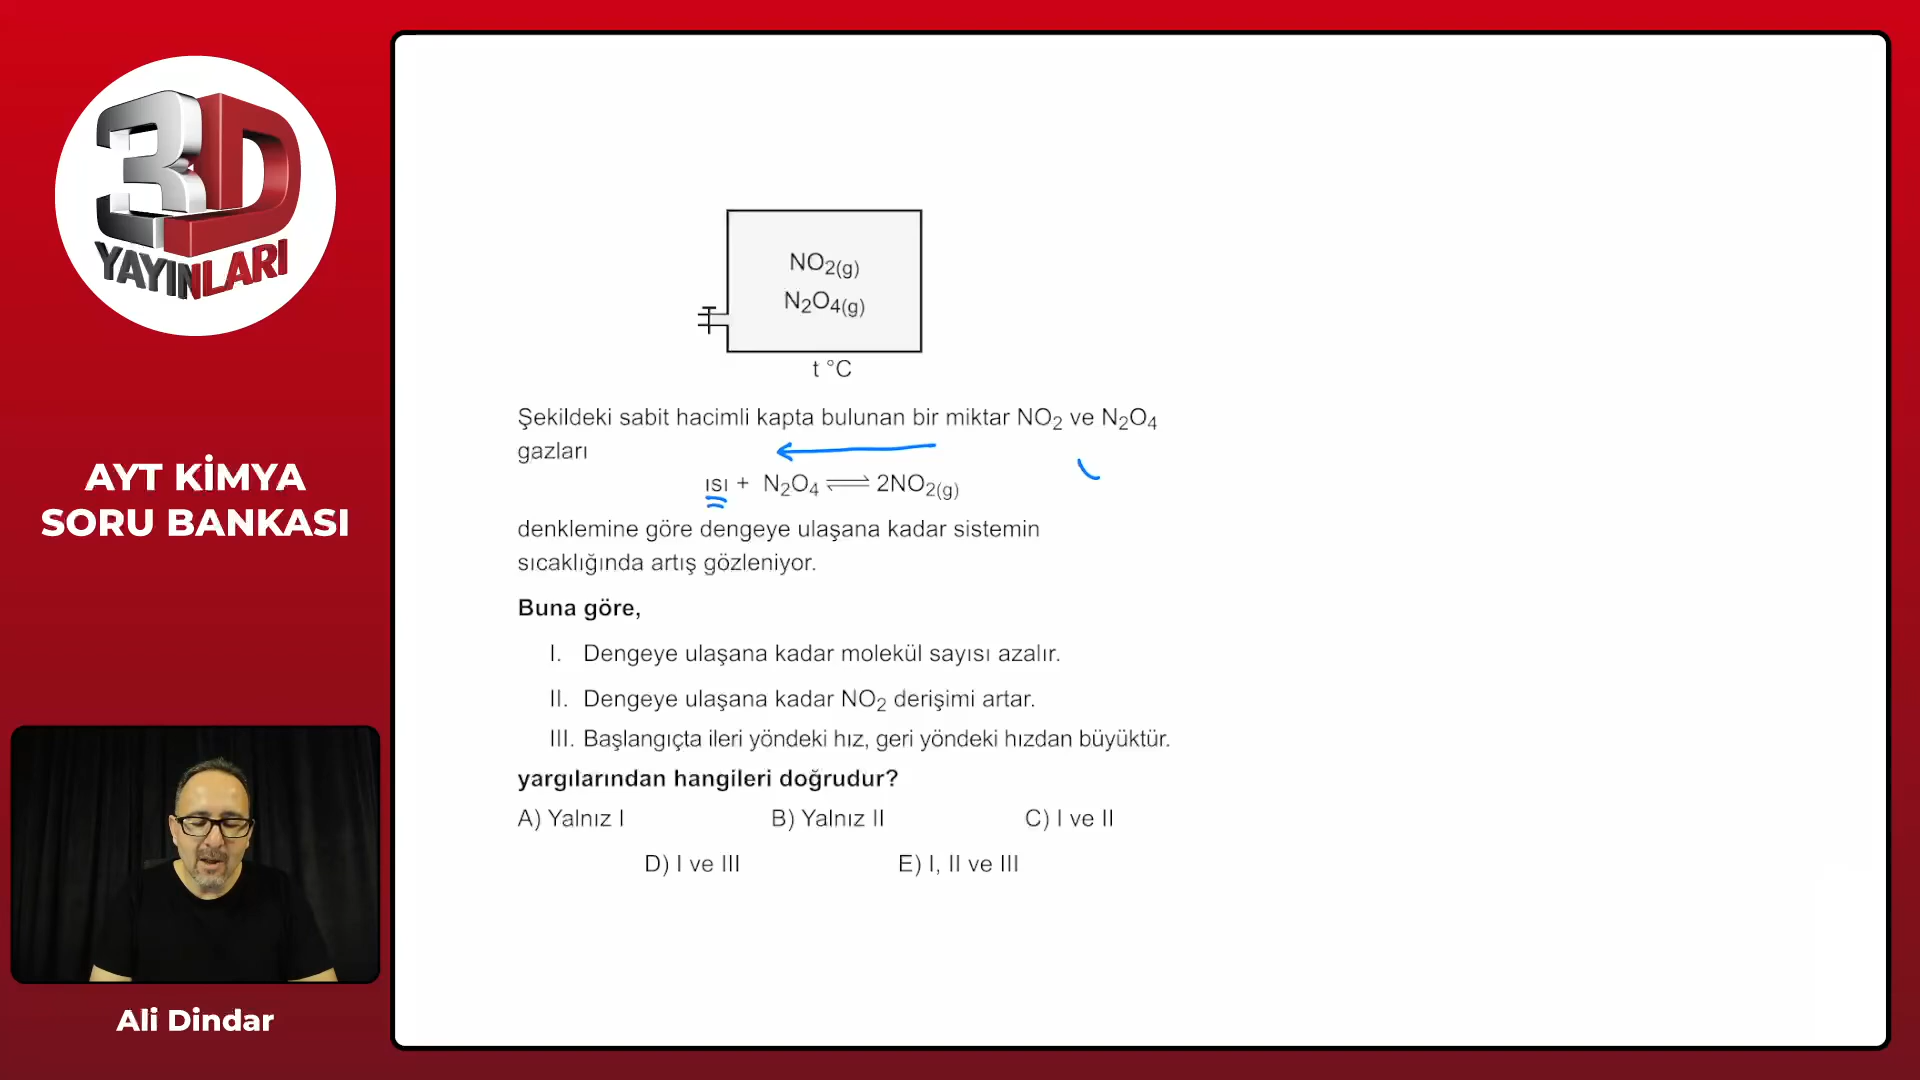 3D
YAYINLARI
AYT KİMYA
SORU BANKASI
Ali Dindar
NO2(g)
N2O4(g)
t °C
Şekildeki sabit hacimli kapta bulunan bir miktar NO2 ve N2O4
gazları
ısı + N2O4 ⇌ 2NO2(g)
denklemine göre dengeye ulaşana kadar sistemin
sıcaklığında artış gözleniyor.
Buna göre,
I. Dengeye ulaşana kadar molekül sayısı azalır.
II. Dengeye ulaşana kadar NO2 derişimi artar.
III. Başlangıçta ileri yöndeki hız, geri yöndeki hızdan büyüktür.
yargılarından hangileri doğrudur?
A) Yalnız I B) Yalnız II C) I ve II
D) I ve III E) I, II ve III